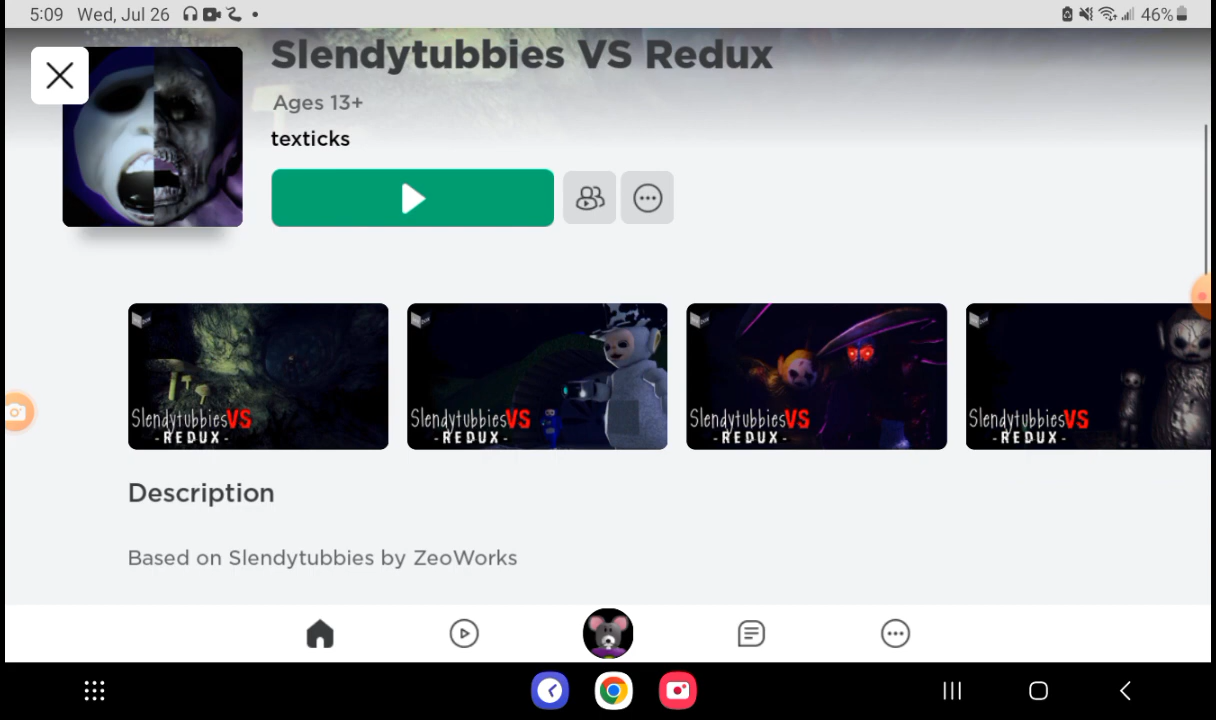 5:09 Wed, Jul 26
46%
Slendytubbies VS Redux
Ages 13+
texticks
SlendytubbiesVS
-REDUX-
SlendytubbiesVS
-REDUX-
SlendytubbiesVS
-REDUX-
SlendytubbiesVS
-REDUX-
Description
Based on Slendytubbies by ZeoWorks